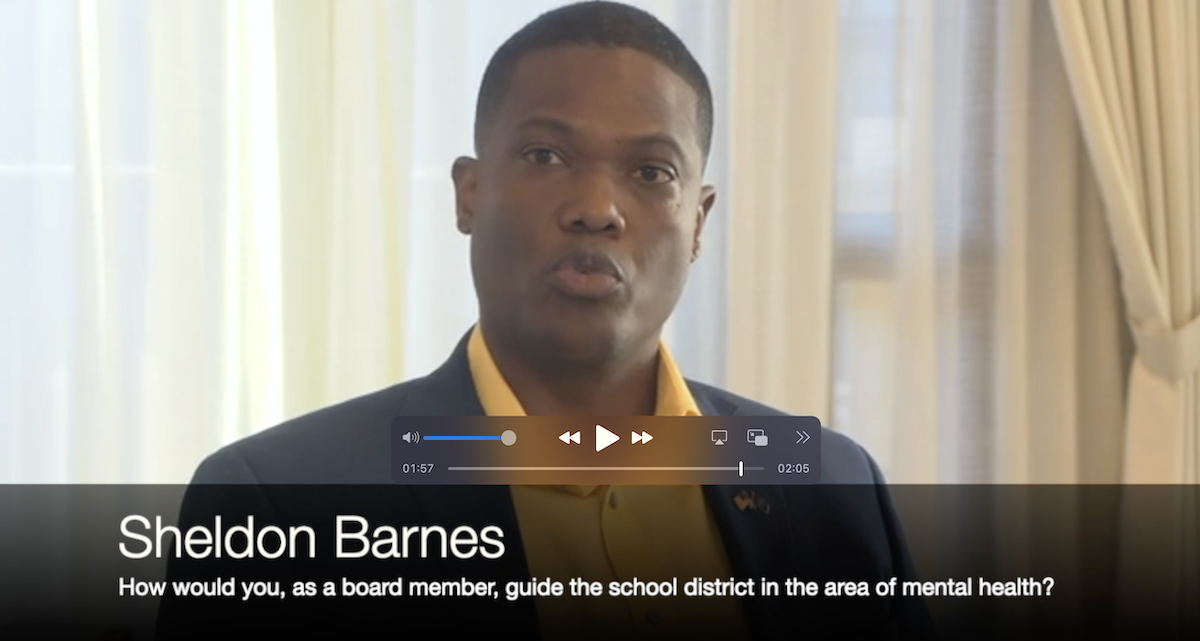 01:57 02:05
Sheldon Barnes
How would you, as a board member, guide the school district in the area of mental health?